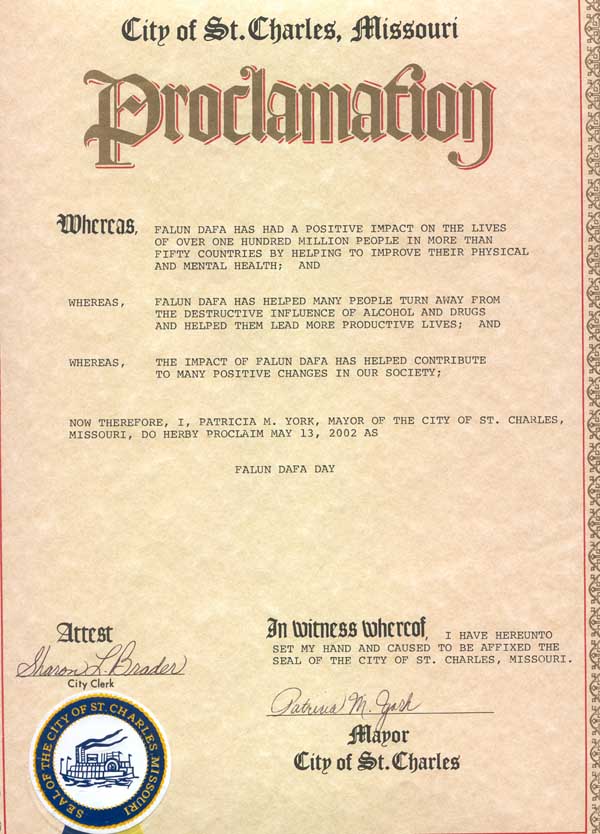 City of St. Charles, Missouri
Proclamation
Whereas, FALUN DAFA HAS HAD A POSITIVE IMPACT ON THE LIVES
OF OVER ONE HUNDRED MILLION PEOPLE IN MORE THAN
FIFTY COUNTRIES BY HELPING TO IMPROVE THEIR PHYSICAL
AND MENTAL HEALTH; AND
WHEREAS, FALUN DAFA HAS HELPED MANY PEOPLE TURN AWAY FROM
THE DESTRUCTIVE INFLUENCE OF ALCOHOL AND DRUGS
AND HELPED THEM LEAD MORE PRODUCTIVE LIVES; AND
WHEREAS, THE IMPACT OF FALUN DAFA HAS HELPED CONTRIBUTE
TO MANY POSITIVE CHANGES IN OUR SOCIETY;
NOW THEREFORE, I, PATRICIA M. YORK, MAYOR OF THE CITY OF ST. CHARLES,
MISSOURI, DO HERBY PROCLAIM MAY 13, 2002 AS
FALUN DAFA DAY
Attest
Sharon L. Brader
City Clerk
SEAL OF THE CITY OF ST. CHARLES MISSOURI
In witness whereof, I HAVE HEREUNTO
SET MY HAND AND CAUSED TO BE AFFIXED THE
SEAL OF THE CITY OF ST. CHARLES, MISSOURI.
Patricia M. York
Mayor
City of St. Charles